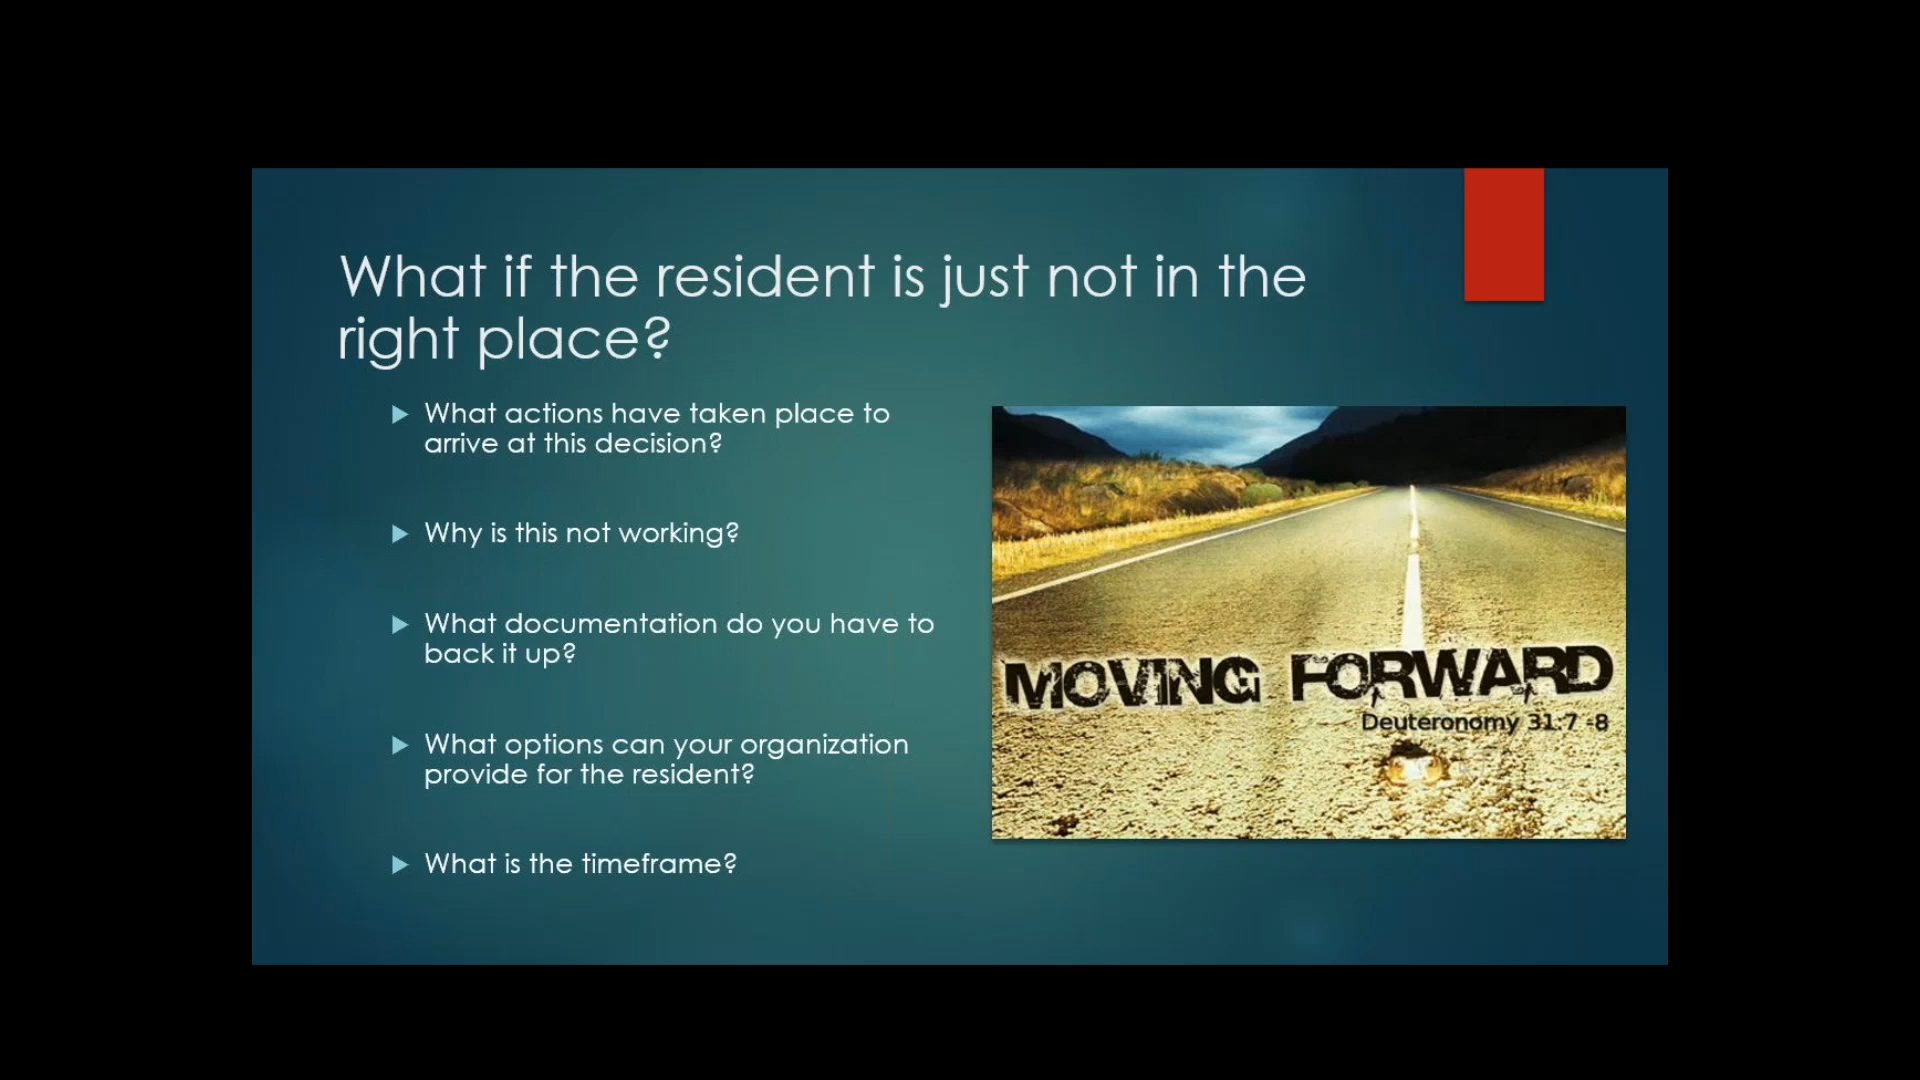 What if the resident is just not in the
right place?
What actions have taken place to
arrive at this decision?
Why is this not working?
What documentation do you have to
back it up?
What options can your organization
provide for the resident?
What is the timeframe?
MOVING FORWARD
Deuteronomy 31:7 -8